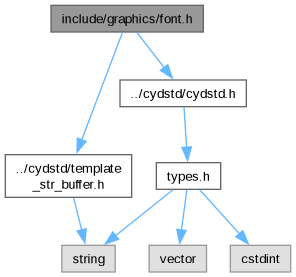 include/graphics/font.h
../cydstd/cydstd.h
../cydstd/template
_str_buffer.h
types.h
string
vector
cstdint